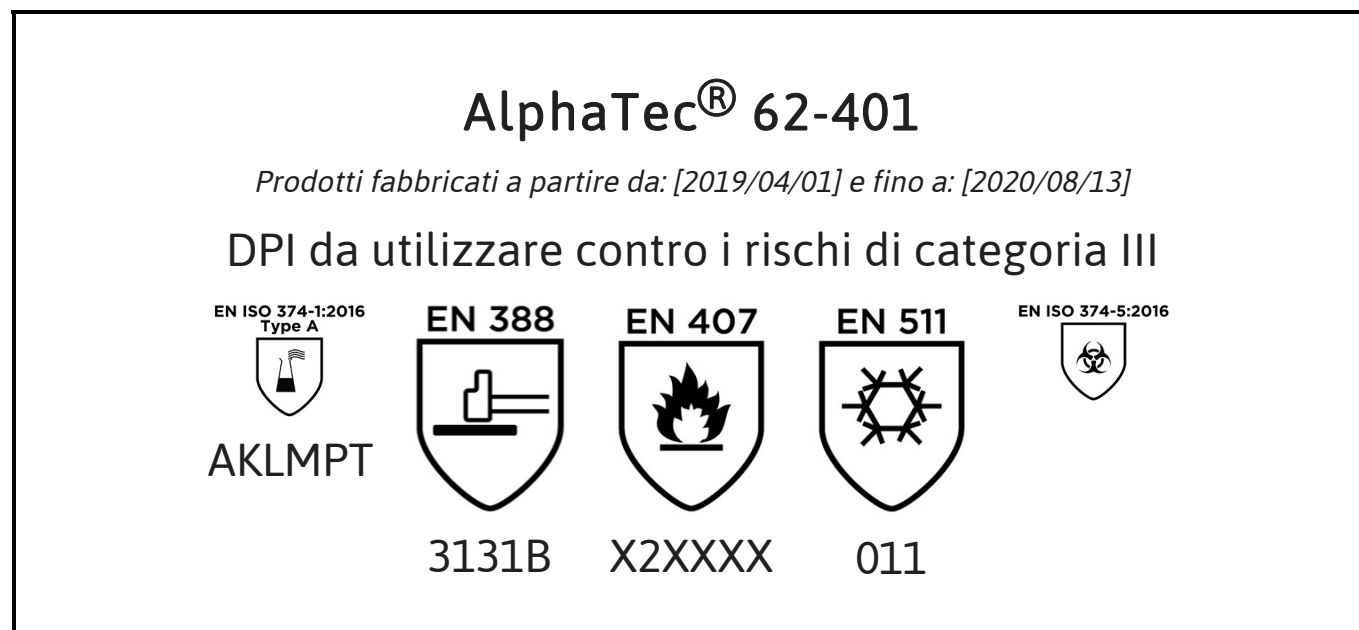 AlphaTec® 62-401
Prodotti fabbricati a partire da: [2019/04/01] e fino a: [2020/08/13]
DPI da utilizzare contro i rischi di categoria III
EN ISO 374-1:2016
Type A
AKLMPT
EN 388
3131B
EN 407
X2XXXX
EN 511
011
EN ISO 374-5:2016